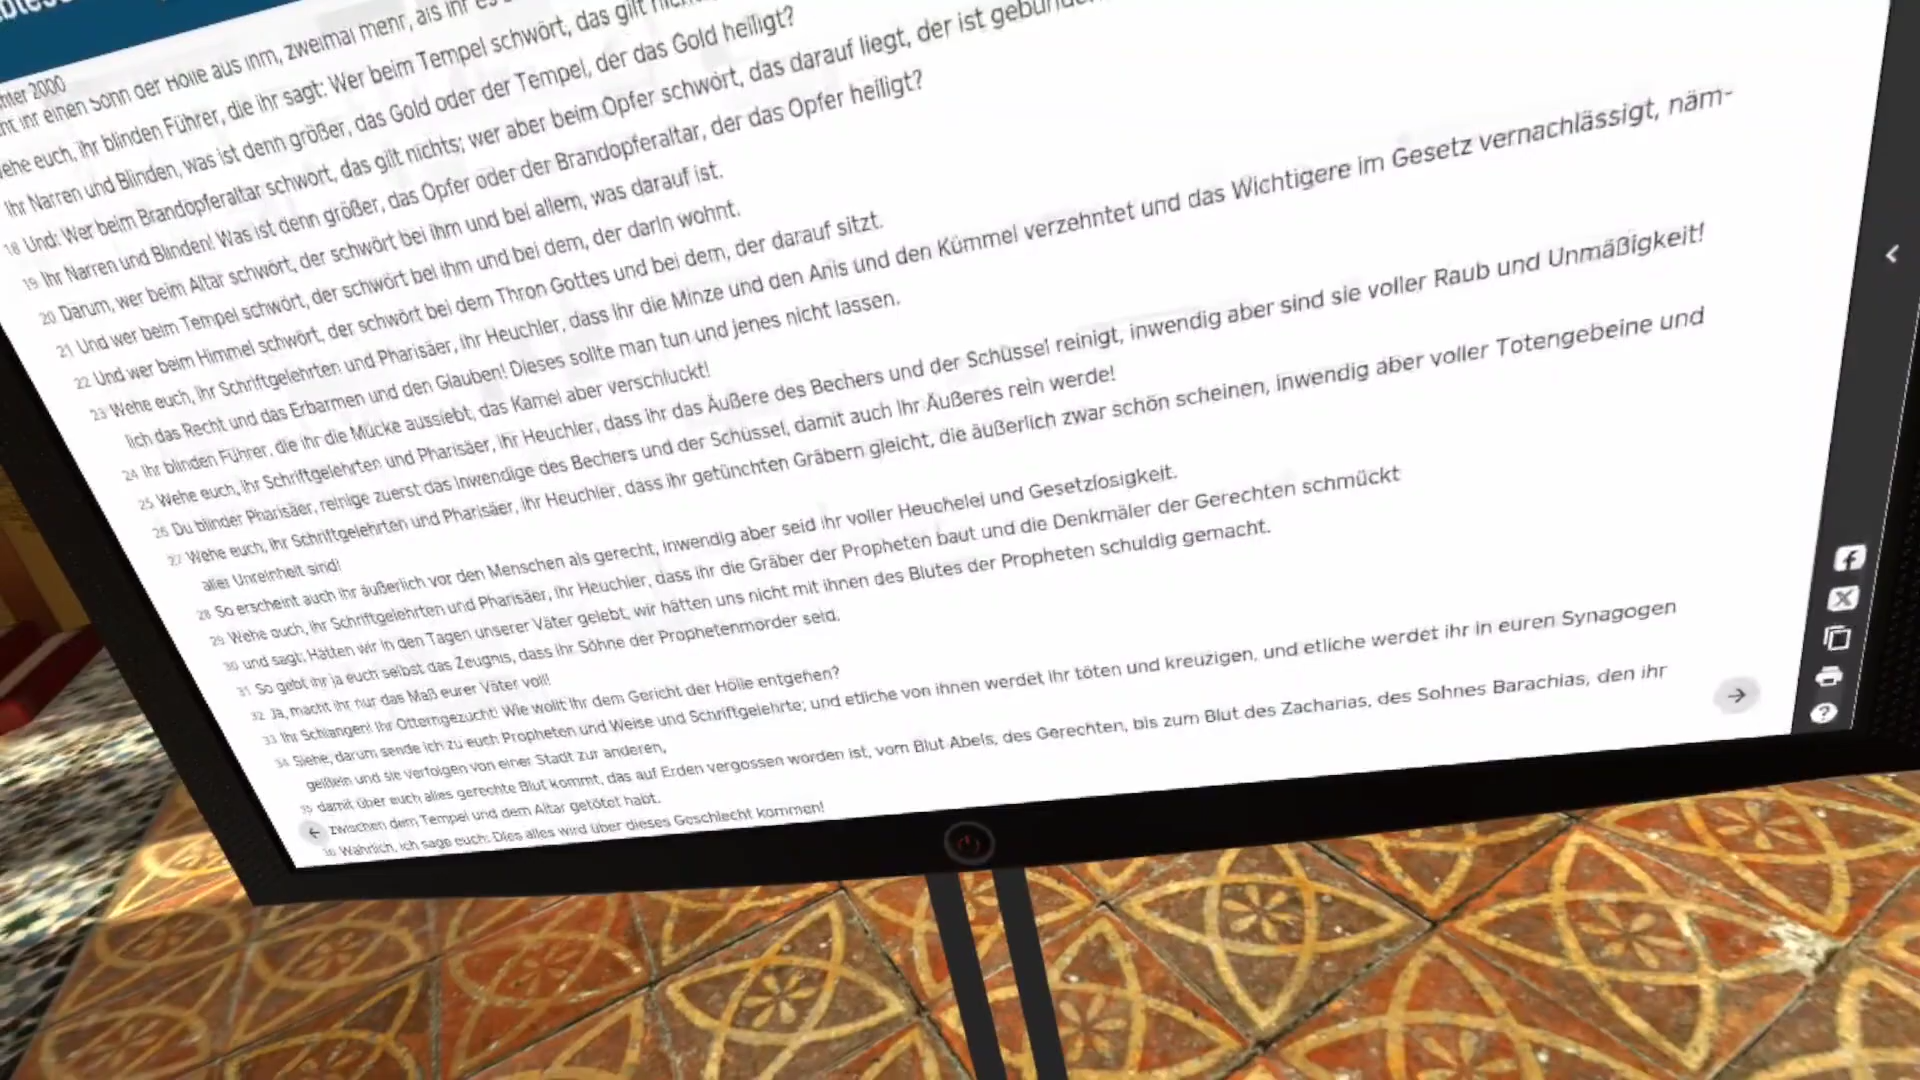 ht ihr einen Sohn der Hölle aus ihm, zweimal mehr, als ihr es
ehe euch, ihr blinden Führer, die ihr sagt: Wer beim Tempel schwört, das gilt
Ihr Narren und Blinden, was ist denn größer, das Gold oder der Tempel, der das Gold heiligt?
18 Und: Wer beim Brandopferaltar schwört, das gilt nichts; wer aber beim Opfer schwört, das darauf liegt, der ist
19 Ihr Narren und Blinden! Was ist denn größer, das Opfer oder der Brandopferaltar, der das Opfer heiligt?
20 Darum, wer beim Altar schwört, der schwört bei ihm und bei allem, was darauf ist.
21 Und wer beim Tempel schwört, der schwört bei ihm und bei dem, der darin wohnt.
22 Und wer beim Himmel schwört, der schwört bei dem Thron Gottes und bei dem, der darauf sitzt.
23 Wehe euch, ihr Schriftgelehrten und Pharisäer, ihr Heuchler, dass ihr die Minze und den Anis und den Kümmel verzehntet und das Wichtigere im Gesetz vernachlässigt, näm-
lich das Recht und das Erbarmen und den Glauben! Dieses sollte man tun und jenes nicht lassen.
24 Ihr blinden Führer, die ihr die Mücke aussiebt, das Kamel aber verschluckt!
25 Wehe euch, ihr Schriftgelehrten und Pharisäer, ihr Heuchler, dass ihr das Äußere des Bechers und der Schüssel reinigt, inwendig aber sind sie voller Raub und Unmäßigkeit!
26 Du blinder Pharisäer, reinige zuerst das Inwendige des Bechers und der Schüssel, damit auch ihr Äußeres rein werde!
27 Wehe euch, ihr Schriftgelehrten und Pharisäer, ihr Heuchler, dass ihr getünchten Gräbern gleicht, die äußerlich zwar schön scheinen, inwendig aber voller Totengebeine und
aller Unreinheit sind!
28 So erscheint auch ihr äußerlich vor den Menschen als gerecht, inwendig aber seid ihr voller Heuchelei und Gesetzlosigkeit.
29 Wehe euch, ihr Schriftgelehrten und Pharisäer, ihr Heuchler, dass ihr die Gräber der Propheten baut und die Denkmäler der Gerechten schmückt
30 und sagt: Hätten wir in den Tagen unserer Väter gelebt, wir hätten uns nicht mit ihnen des Blutes der Propheten schuldig gemacht.
31 So gebt ihr ja euch selbst das Zeugnis, dass ihr Söhne der Prophetenmörder seid.
32 Ja, macht ihr nur das Maß eurer Väter voll!
33 Ihr Schlangen! Ihr Otterngezücht! Wie wollt ihr dem Gericht der Hölle entgehen?
34 Siehe, darum sende ich zu euch Propheten und Weise und Schriftgelehrte; und etliche von ihnen werdet ihr töten und kreuzigen, und etliche werdet ihr in euren Synagogen
geißeln und sie verfolgen von einer Stadt zur anderen,
35 damit über euch alles gerechte Blut kommt, das auf Erden vergossen worden ist, vom Blut Abels, des Gerechten, bis zum Blut des Zacharias, des Sohnes Barachias, den ihr
zwischen dem Tempel und dem Altar getötet habt.
36 Wahrlich, ich sage euch: Dies alles wird über dieses Geschlecht kommen!